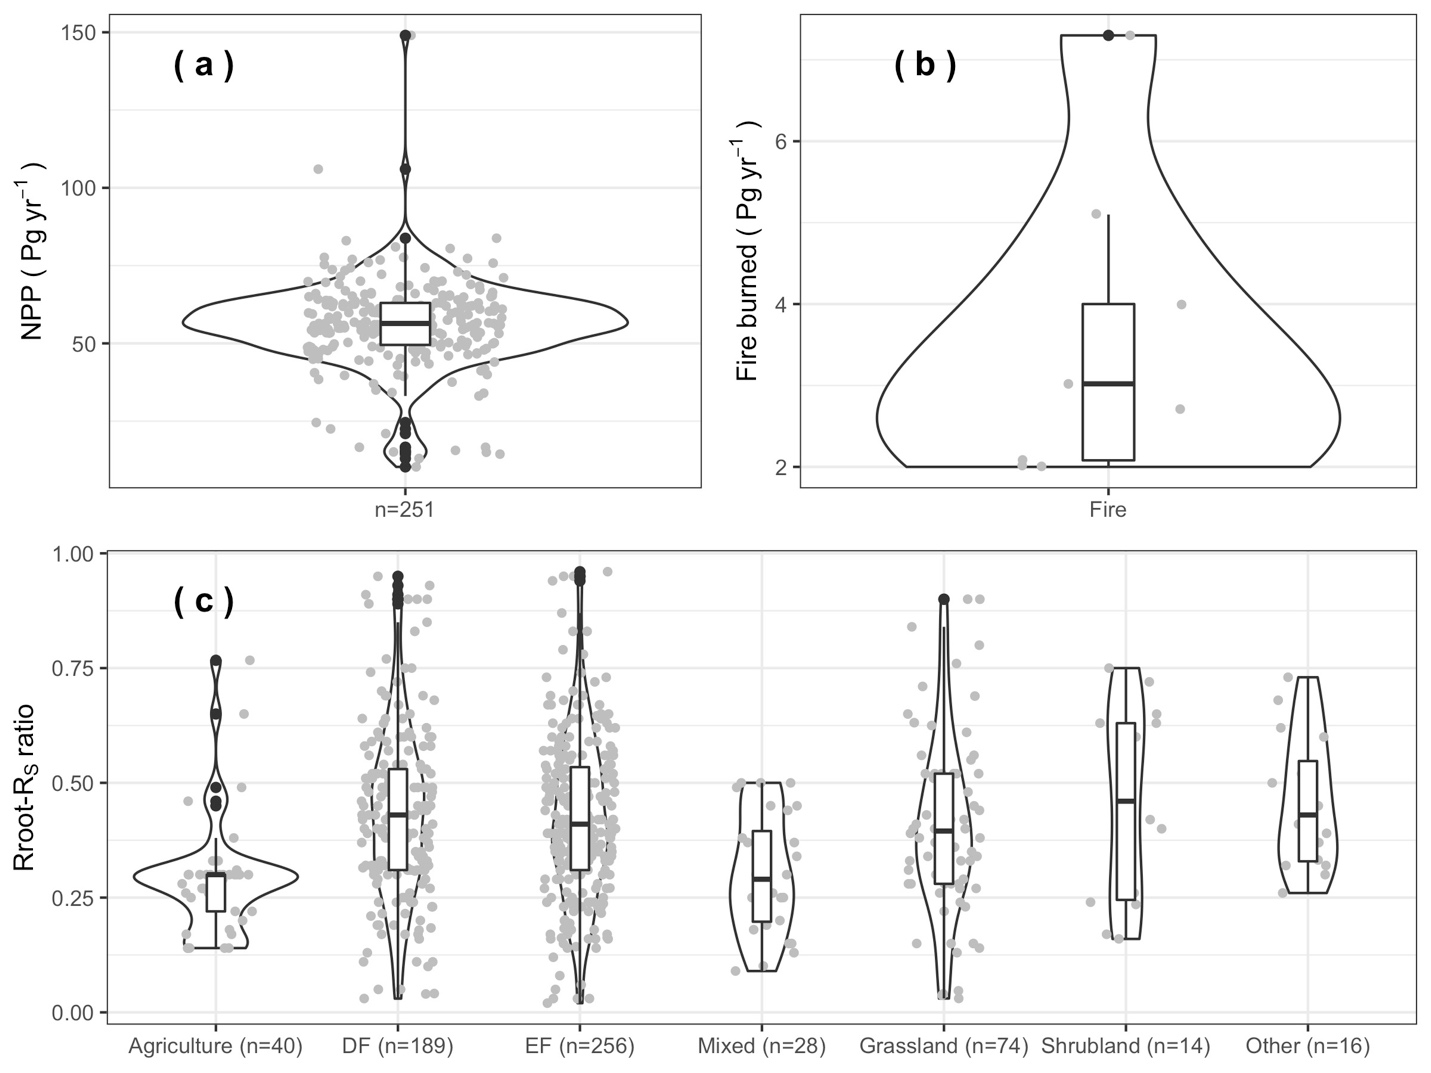 ( a )
NPP ( Pg yr⁻¹ )
150
100
50
n=251
( b )
Fire burned ( Pg yr⁻¹ )
6
4
2
Fire
( c )
Rroot-R_S ratio
1.00
0.75
0.50
0.25
0.00
Agriculture (n=40) DF (n=189) EF (n=256) Mixed (n=28) Grassland (n=74) Shrubland (n=14) Other (n=16)